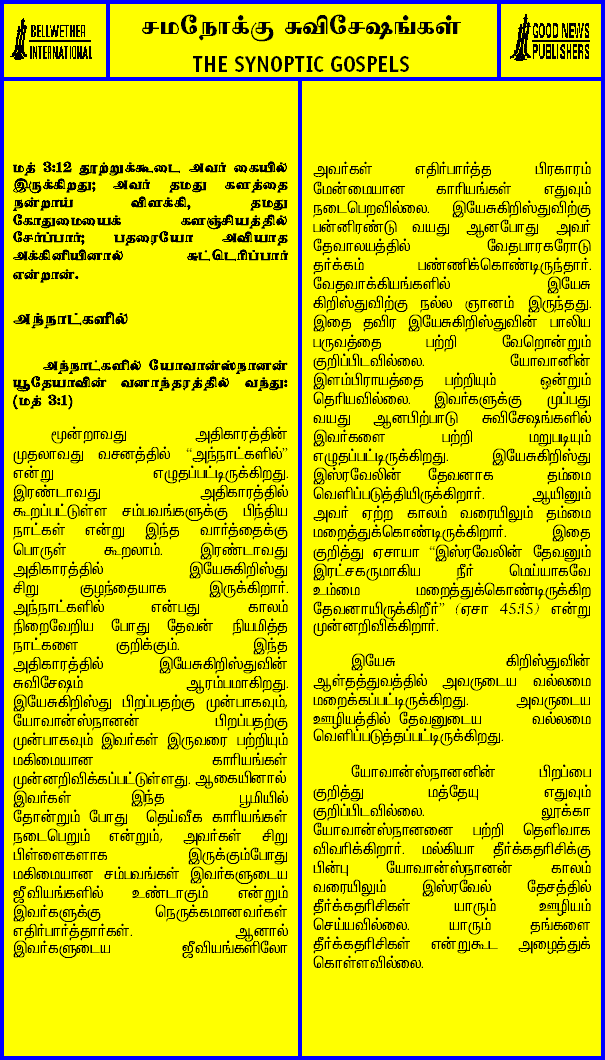 BELLWETHER
INTERNATIONAL
சமநோக்கு சுவிசேஷங்கள்
THE SYNOPTIC GOSPELS
GOOD NEWS
PUBLISHERS
மத் 3:12 தூற்றுக்கூடை அவர் கையில்
இருக்கிறது; அவர் தமது களத்தை
நன்றாய் விளக்கி, தமது
கோதுமையைக் களஞ்சியத்தில்
சேர்ப்பார்; பதரையோ அவியாத
அக்கினியினால் சுட்டெரிப்பார்
என்றான்.
அந்நாட்களில்
அந்நாட்களில் யோவான்ஸ்நானன்
யூதேயாவின் வனாந்தரத்தில் வந்து:
(மத் 3:1)
மூன்றாவது அதிகாரத்தின்
முதலாவது வசனத்தில் “அந்நாட்களில்”
என்று எழுதப்பட்டிருக்கிறது.
இரண்டாவது அதிகாரத்தில்
கூறப்பட்டுள்ள சம்பவங்களுக்கு பிந்திய
நாட்கள் என்று இந்த வார்த்தைக்கு
பொருள் கூறலாம். இரண்டாவது
அதிகாரத்தில் இயேசுகிறிஸ்து
சிறு குழந்தையாக இருக்கிறார்.
அந்நாட்களில் என்பது காலம்
நிறைவேறிய போது தேவன் நியமித்த
நாட்களை குறிக்கும். இந்த
அதிகாரத்தில் இயேசுகிறிஸ்துவின்
சுவிசேஷம் ஆரம்பமாகிறது.
இயேசுகிறிஸ்து பிறப்பதற்கு முன்பாகவும்,
யோவான்ஸ்நானன் பிறப்பதற்கு
முன்பாகவும் இவர்கள் இருவரை பற்றியும்
மகிமையான காரியங்கள்
முன்னறிவிக்கப்பட்டுள்ளது. ஆகையினால்
இவர்கள் இந்த பூமியில்
தோன்றும் போது தெய்வீக காரியங்கள்
நடைபெறும் என்றும், அவர்கள் சிறு
பிள்ளைகளாக இருக்கும்போது
மகிமையான சம்பவங்கள் இவர்களுடைய
ஜீவியங்களில் உண்டாகும் என்றும்
இவர்களுக்கு நெருக்கமானவர்கள்
எதிர்பார்த்தார்கள். ஆனால்
இவர்களுடைய ஜீவியங்களிலோ
அவர்கள் எதிர்பார்த்த பிரகாரம்
மேன்மையான காரியங்கள் எதுவும்
நடைபெறவில்லை. இயேசுகிறிஸ்துவிற்கு
பன்னிரண்டு வயது ஆனபோது அவர்
தேவாலயத்தில் வேதபாரகரோடு
தர்க்கம் பண்ணிக்கொண்டிருந்தார்.
வேதவாக்கியங்களில் இயேசு
கிறிஸ்துவிற்கு நல்ல ஞானம் இருந்தது.
இதை தவிர இயேசுகிறிஸ்துவின் பாலிய
பருவத்தை பற்றி வேறொன்றும்
குறிப்பிடவில்லை. யோவானின்
இளம்பிராயத்தை பற்றியும் ஒன்றும்
தெரியவில்லை. இவர்களுக்கு முப்பது
வயது ஆனபிற்பாடு சுவிசேஷங்களில்
இவர்களை பற்றி மறுபடியும்
எழுதப்பட்டிருக்கிறது. இயேசுகிறிஸ்து
இஸ்ரவேலின் தேவனாக தம்மை
வெளிப்படுத்தியிருக்கிறார். ஆயினும்
அவர் ஏற்ற காலம் வரையிலும் தம்மை
மறைத்துக்கொண்டிருக்கிறார். இதை
குறித்து ஏசாயா “இஸ்ரவேலின் தேவனும்
இரட்சகருமாகிய நீர் மெய்யாகவே
உம்மை மறைத்துக்கொண்டிருக்கிற
தேவனாயிருக்கிறீர்” (ஏசா 45:15) என்று
முன்னறிவிக்கிறார்.
இயேசு கிறிஸ்துவின்
ஆள்தத்துவத்தில் அவருடைய வல்லமை
மறைக்கப்பட்டிருக்கிறது. அவருடைய
ஊழியத்தில் தேவனுடைய வல்லமை
வெளிப்படுத்தப்பட்டிருக்கிறது.
யோவான்ஸ்நானனின் பிறப்பை
குறித்து மத்தேயு எதுவும்
குறிப்பிடவில்லை. லூக்கா
யோவான்ஸ்நானனை பற்றி தெளிவாக
விவரிக்கிறார். மல்கியா தீர்க்கதரிசிக்கு
பின்பு யோவான்ஸ்நானன் காலம்
வரையிலும் இஸ்ரவேல் தேசத்தில்
தீர்க்கதரிசிகள் யாரும் ஊழியம்
செய்யவில்லை. யாரும் தங்களை
தீர்க்கதரிசிகள் என்றுகூட அழைத்துக்
கொள்ளவில்லை.